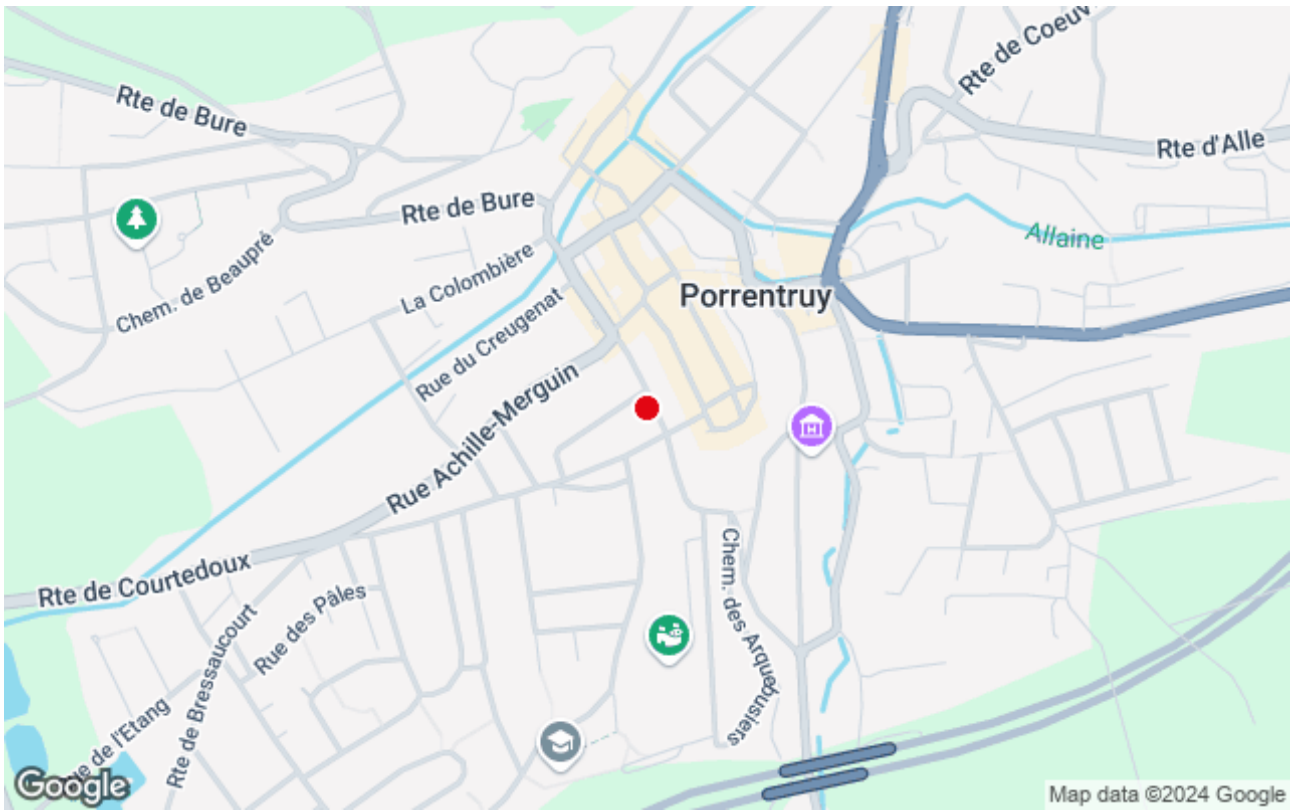 Rte de Coeuv
Rte de Bure
Rte d'Alle
Rte de Bure
Allaine
Chem. de Beaupré
La Colombière
Porrentruy
Rue du Creugenat
Rue Achille-Merguin
Rte de Courtedoux
Chem. des Arquebusiers
Rue des Pâles
Rte de Bressaucourt
ue de l'Etang
H
Google
Map data ©2024 Google